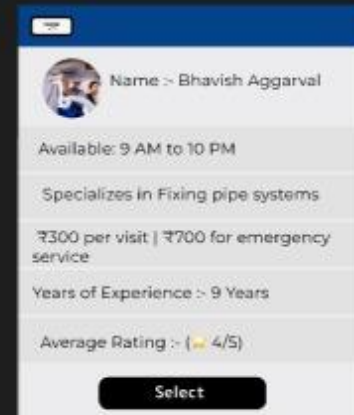 Name :- Bhavish Aggarval
Available: 9 AM to 10 PM
Specializes in Fixing pipe systems
₹300 per visit | ₹700 for emergency
service
Years of Experience :- 9 Years
Average Rating :- (⭐ 4/5)
Select